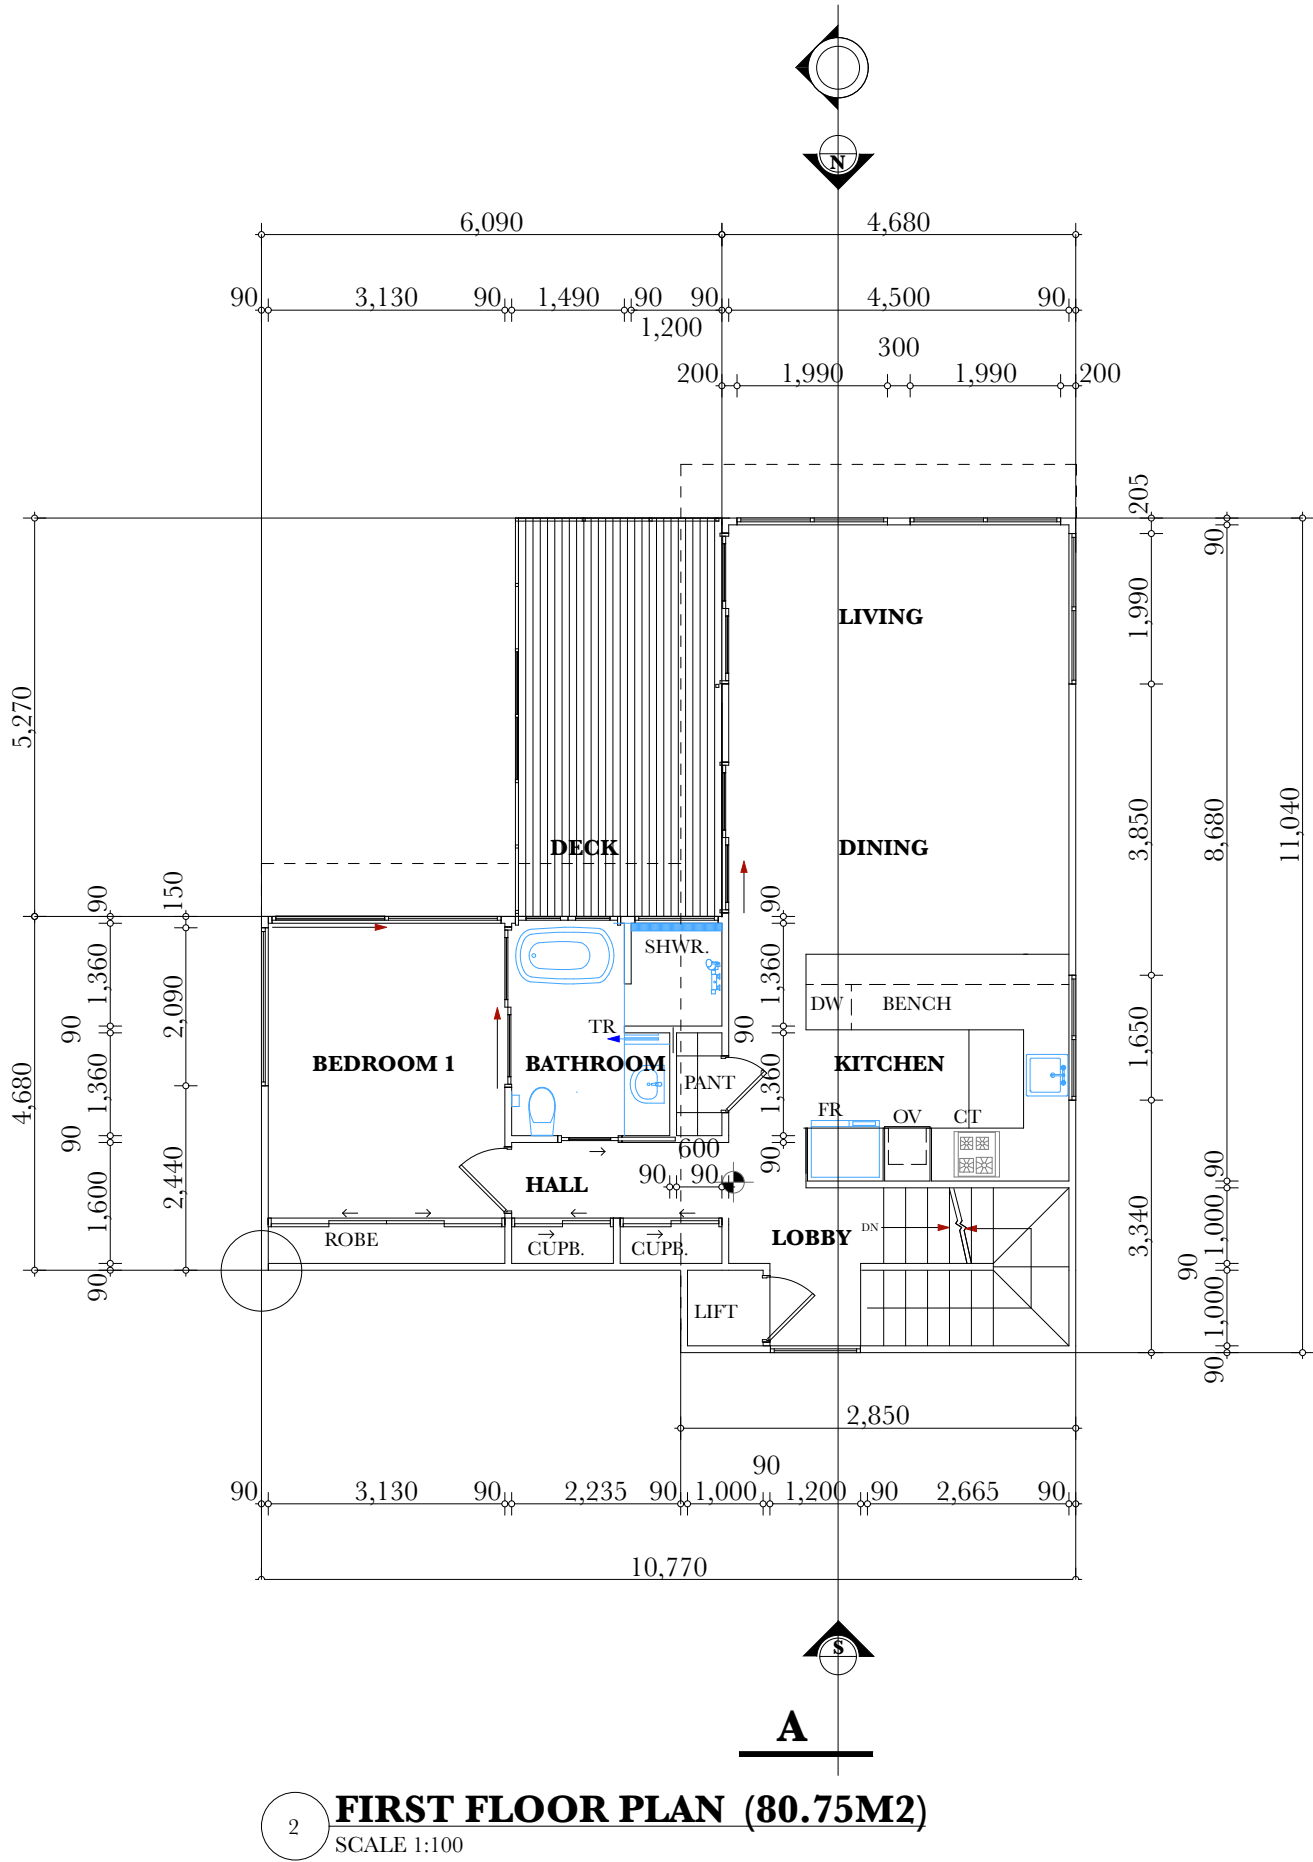 N
6,090
4,680
90
3,130
90
1,490
90
90
4,500
90
1,200
300
200
1,990
1,990
200
205
90
LIVING
1,990
5,270
3,850
8,680
11,040
DECK
DINING
90
150
90
1,360
2,090
SHWR.
1,360
DW
BENCH
90
TR
90
1,650
BEDROOM 1
BATHROOM
KITCHEN
4,680
1,360
PANT
1,360
FR
OV
CT
90
600
90
90
2,440
HALL
90
90
1,600
LOBBY
DN
1,000
3,340
ROBE
CUPB.
CUPB.
90
90
LIFT
1,000
90
2,850
90
90
3,130
90
2,235
90
1,000
1,200
90
2,665
90
10,770
S
A
2
FIRST FLOOR PLAN (80.75M2)
SCALE 1:100